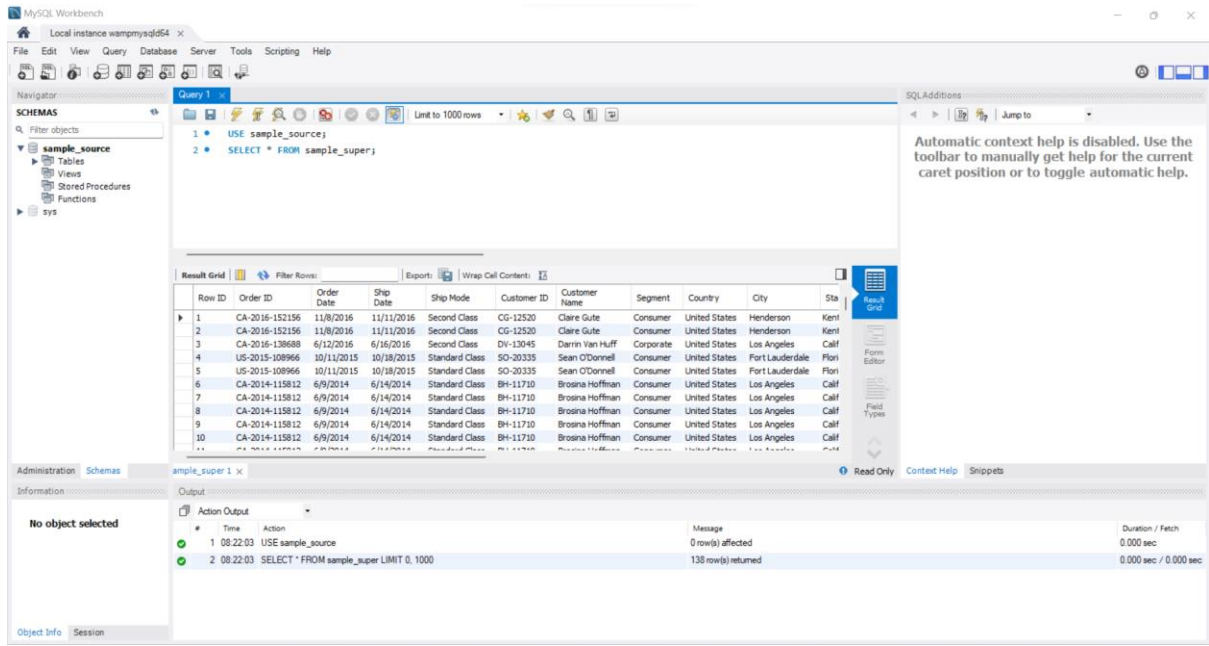 MySQL Workbench
Local instance wampmysqld64 ×
File Edit View Query Database Server Tools Scripting Help
Navigator
SCHEMAS
Filter objects
sample_source
Tables
Views
Stored Procedures
Functions
sys
Administration Schemas
Query 1 ×
Limit to 1000 rows
1 USE sample_source;
2 SELECT * FROM sample_super;
Result Grid Filter Rows: Export: Wrap Cell Content:
Row ID Order ID Order Date Ship Date Ship Mode Customer ID Customer Name Segment Country City Sta
1 CA-2016-152156 11/8/2016 11/11/2016 Second Class CG-12520 Claire Gute Consumer United States Henderson Kent
2 CA-2016-152156 11/8/2016 11/11/2016 Second Class CG-12520 Claire Gute Consumer United States Henderson Kent
3 CA-2016-138688 6/12/2016 6/16/2016 Second Class DV-13045 Darrin Van Huff Corporate United States Los Angeles Calif
4 US-2015-108966 10/11/2015 10/18/2015 Standard Class SO-20335 Sean O'Donnell Consumer United States Fort Lauderdale Flori
5 US-2015-108966 10/11/2015 10/18/2015 Standard Class SO-20335 Sean O'Donnell Consumer United States Fort Lauderdale Flori
6 CA-2014-115812 6/9/2014 6/14/2014 Standard Class BH-11710 Brosina Hoffman Consumer United States Los Angeles Calif
7 CA-2014-115812 6/9/2014 6/14/2014 Standard Class BH-11710 Brosina Hoffman Consumer United States Los Angeles Calif
8 CA-2014-115812 6/9/2014 6/14/2014 Standard Class BH-11710 Brosina Hoffman Consumer United States Los Angeles Calif
9 CA-2014-115812 6/9/2014 6/14/2014 Standard Class BH-11710 Brosina Hoffman Consumer United States Los Angeles Calif
10 CA-2014-115812 6/9/2014 6/14/2014 Standard Class BH-11710 Brosina Hoffman Consumer United States Los Angeles Calif
Result Grid
Form Editor
Field Types
ample_super 1 ×
Read Only
SQLAdditions
Jump to
Automatic context help is disabled. Use the
toolbar to manually get help for the current
caret position or to toggle automatic help.
Context Help Snippets
Information
No object selected
Object Info Session
Output
Action Output
# Time Action Message Duration / Fetch
1 08:22:03 USE sample_source 0 row(s) affected 0.000 sec
2 08:22:03 SELECT * FROM sample_super LIMIT 0, 1000 138 row(s) returned 0.000 sec / 0.000 sec